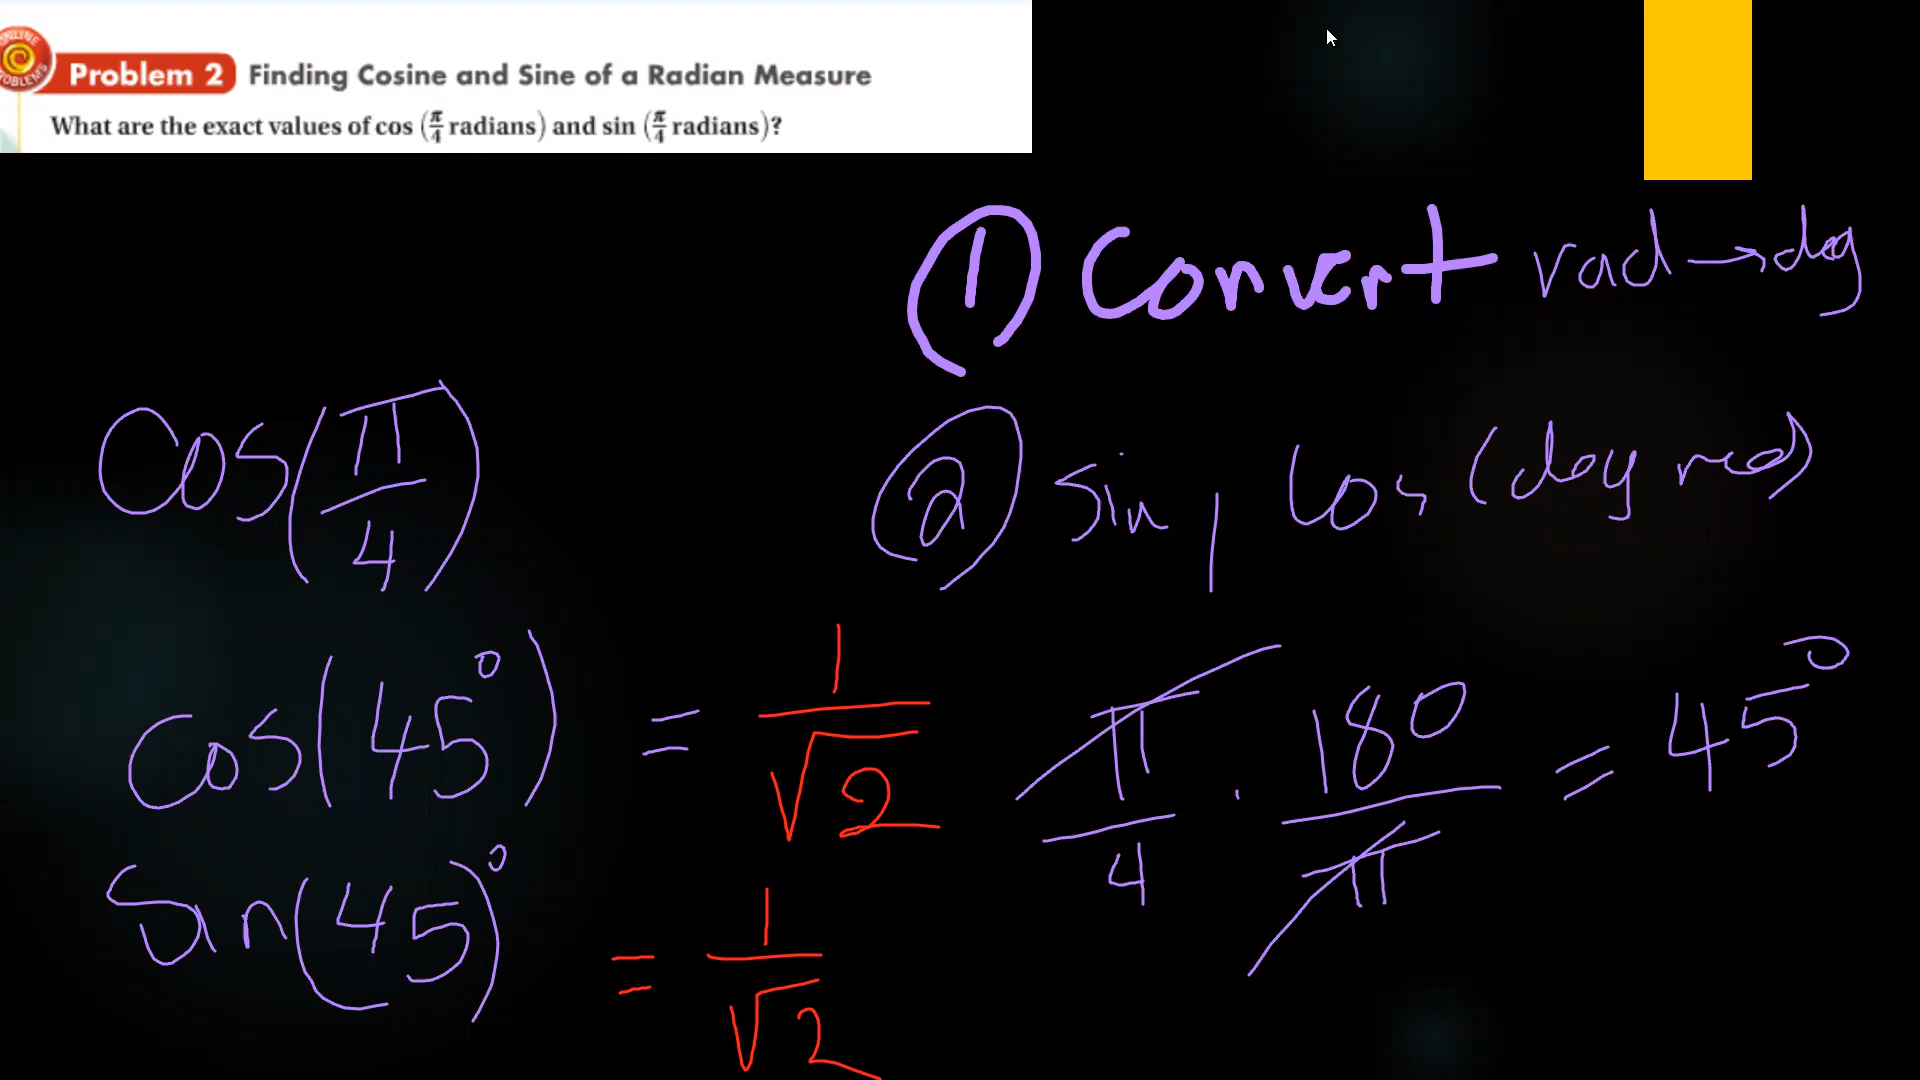 ONLINE PROBLEMS
Problem 2 Finding Cosine and Sine of a Radian Measure
What are the exact values of cos (π/4 radians) and sin (π/4 radians)?
① Convert rad → deg
② sin, cos (deg rad)
cos(π/4)
cos(45°) = 1/√2
π/4 · 180/π = 45°
sin(45)° = 1/√2